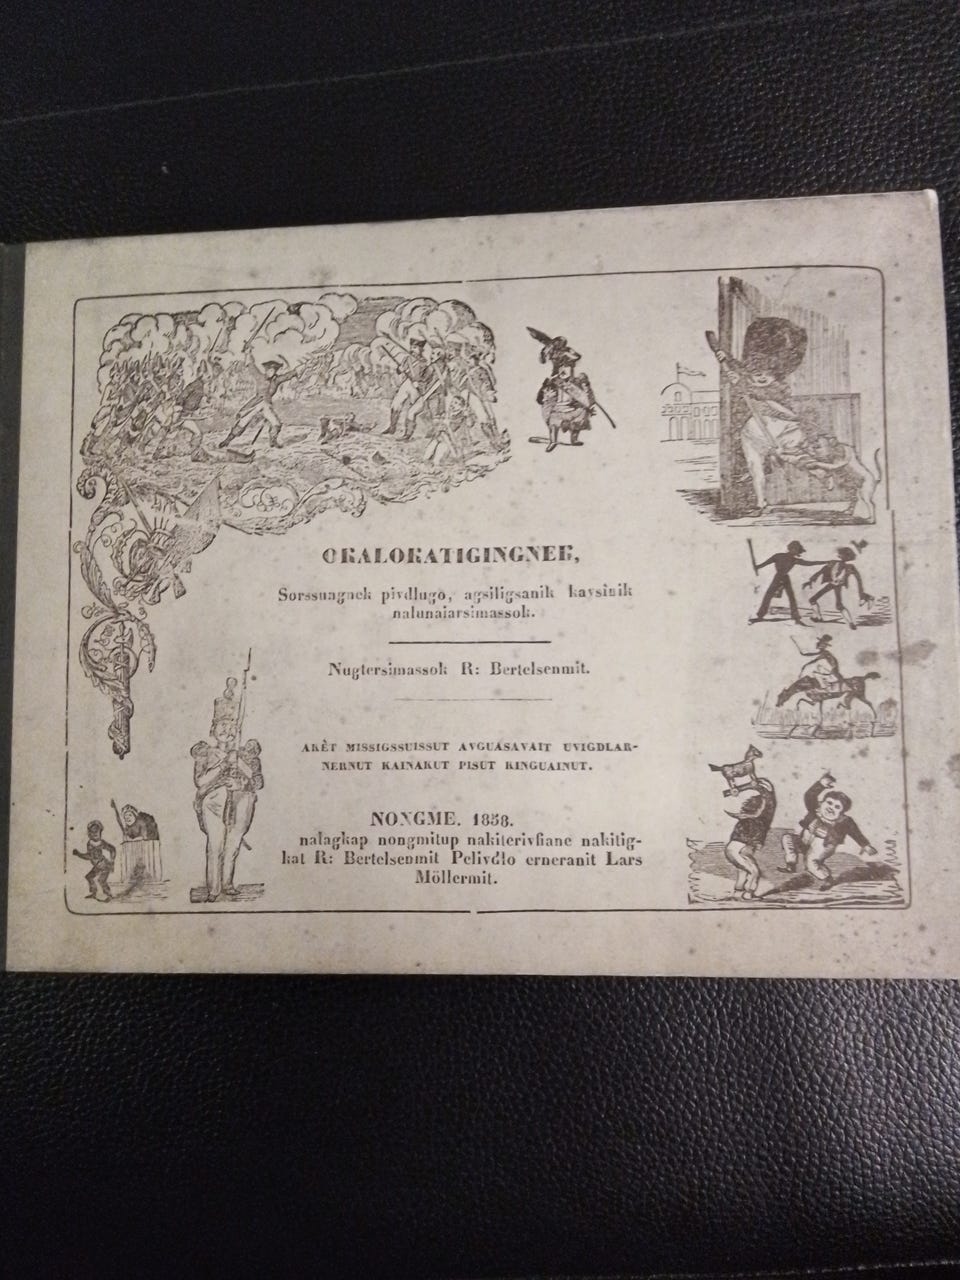 OKALOKATIGINGNEK,
Sorssuagnek pivdlugo, agsiligsanik kavsinik
nalunaiarsimassok.
Nugtersimassok R: Bertelsenmit.
AKÊT MISSIGSSUISSUT AVGUASAVAIT UVIGDLAR-
NERNUT KAINAKUT PISUT KINGUAINUT.
NONGME. 1858.
nalagkap nongmitup nakiterivfiane nakitig-
kat R: Bertelsenmit Pelivdlo erneranit Lars
Möllermit.